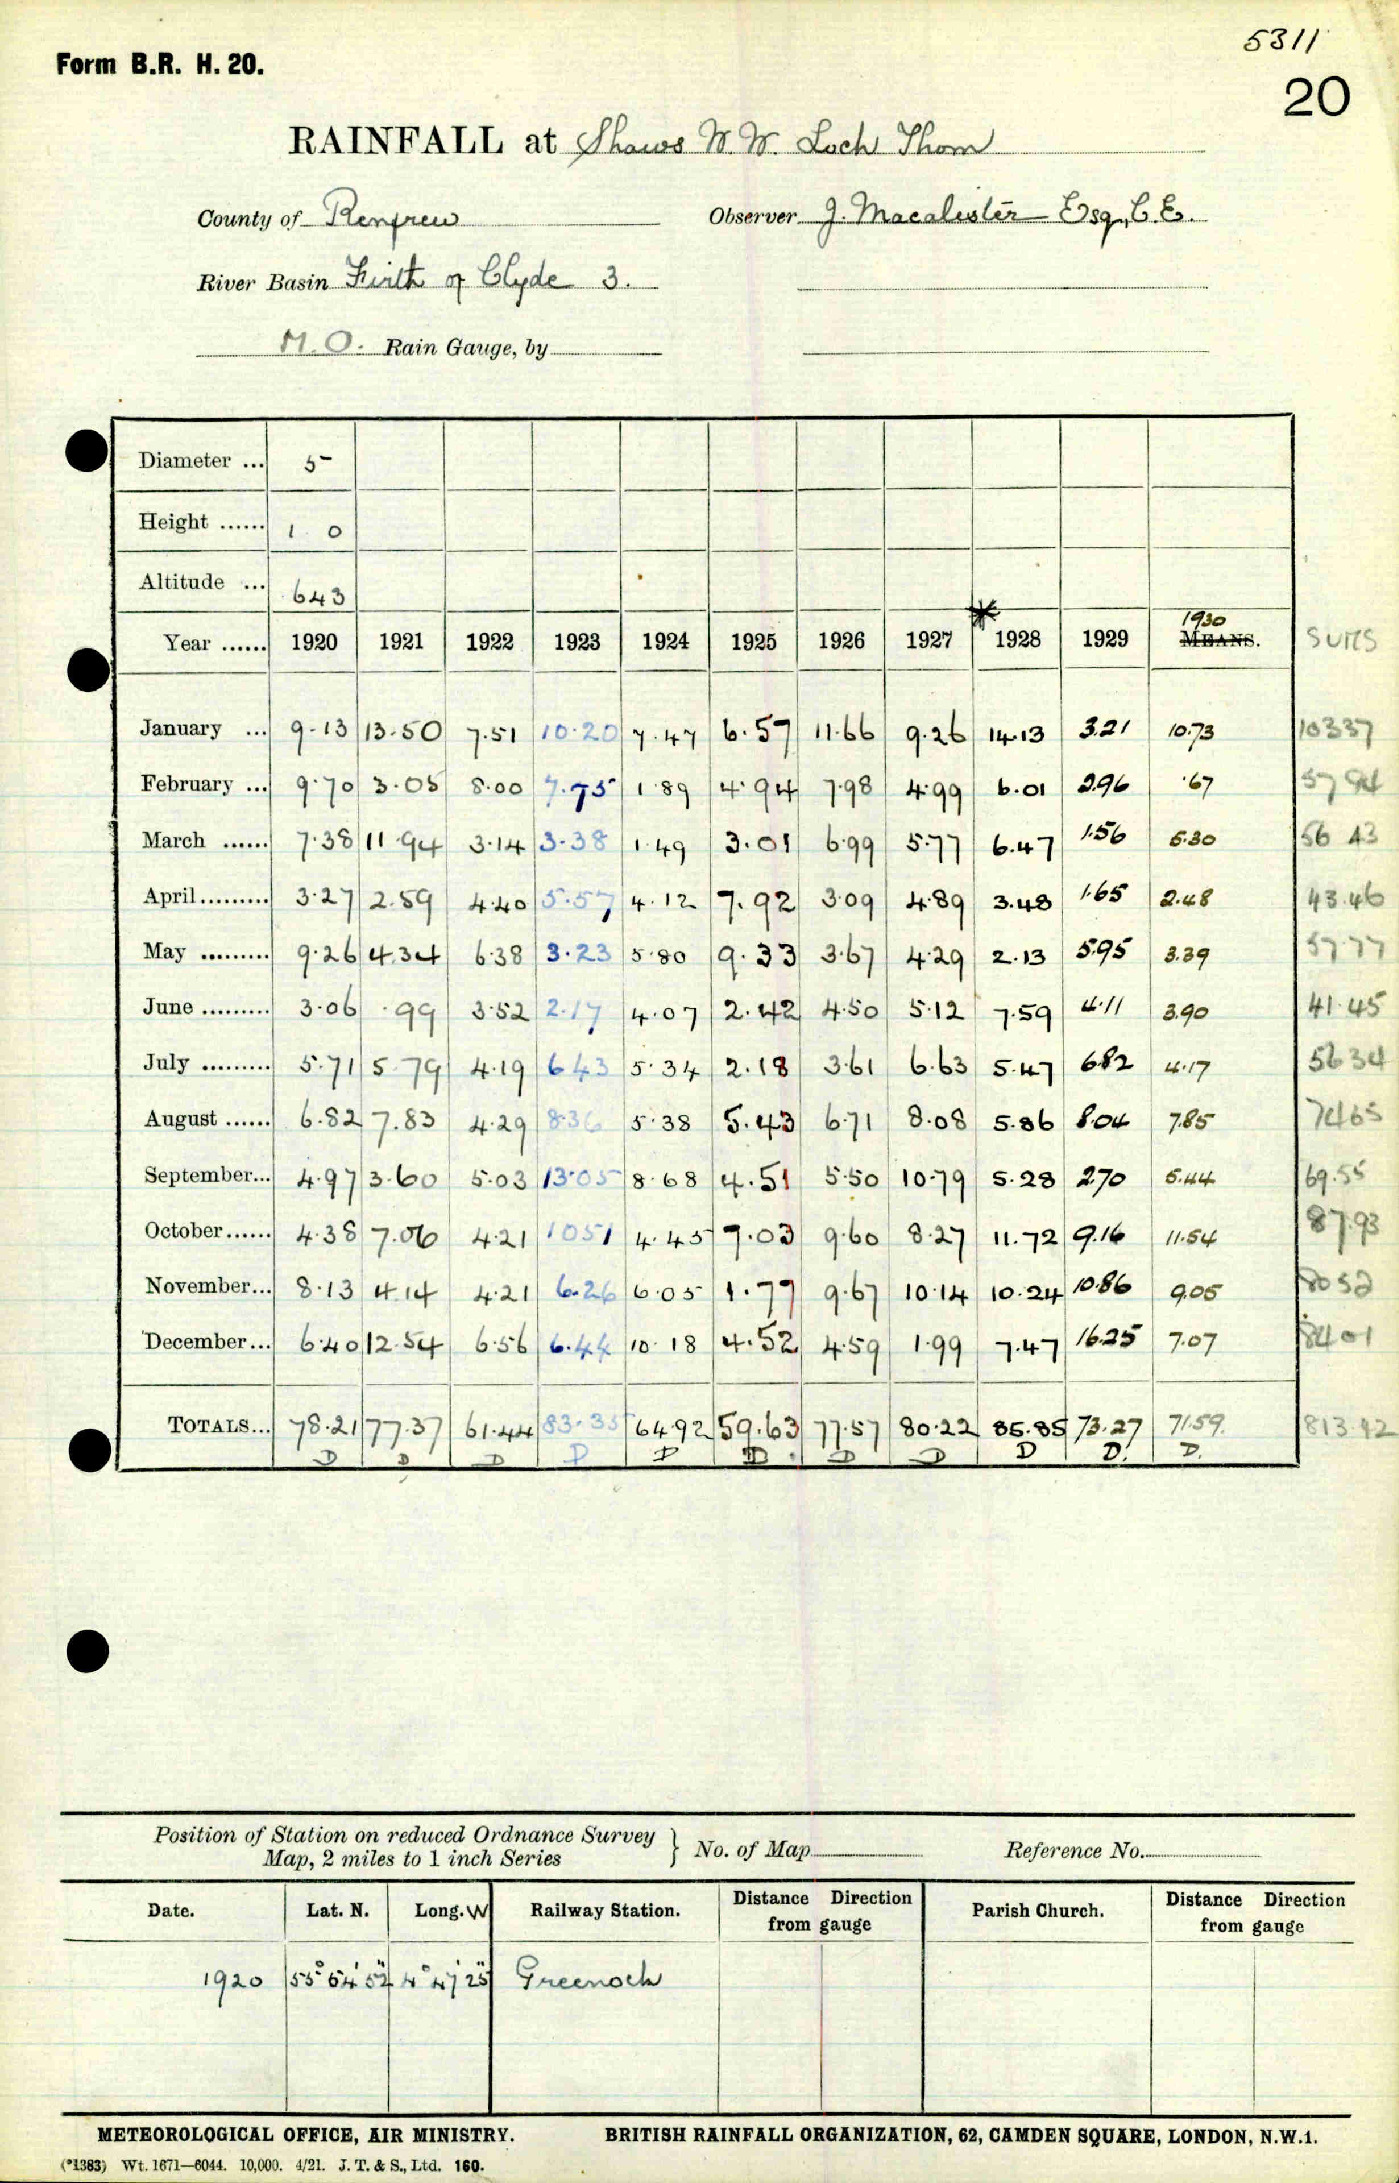 5311
Form B.R. H. 20.
20
RAINFALL at Shaws W. W. Loch Thom
County of Renfrew Observer J. Macalister Esq, C.E.
River Basin Firth of Clyde 3.
M.O. Rain Gauge, by
Diameter ... 5
Height ...... 1 0
Altitude ... 643
1930
Year ...... 1920 1921 1922 1923 1924 1925 1926 1927 * 1928 1929 MEANS. SUMS
January ... 9.13 13.50 7.51 10.20 7.47 6.57 11.66 9.26 14.13 3.21 10.73 10337
February ... 9.70 3.05 8.00 7.75 1.89 4.94 7.98 4.99 6.01 2.96 .67 5794
March ...... 7.38 11.94 3.14 3.38 1.49 3.01 6.99 5.77 6.47 1.56 5.30 56 43
April ......... 3.27 2.59 4.40 5.57 4.12 7.92 3.09 4.89 3.48 1.65 2.48 43.46
May ......... 9.26 4.34 6.38 3.23 5.80 9.33 3.67 4.29 2.13 5.95 3.39 57.77
June ......... 3.06 .99 3.52 2.17 4.07 2.42 4.50 5.12 7.59 4.11 3.90 41.45
July ......... 5.71 5.79 4.19 6.43 5.34 2.18 3.61 6.63 5.47 6.82 4.17 5634
August ...... 6.82 7.83 4.29 8.36 5.38 5.43 6.71 8.08 5.86 8.04 7.85 7465
September... 4.97 3.60 5.03 13.05 8.68 4.51 5.50 10.79 5.28 2.70 5.44 69.55
October...... 4.38 7.06 4.21 10.51 4.45 7.03 9.60 8.27 11.72 9.16 11.54 87.93
November... 8.13 4.14 4.21 6.26 6.05 1.77 9.67 10.14 10.24 10.86 9.05 8052
December... 6.40 12.54 6.56 6.44 10.18 4.52 4.59 1.99 7.47 16.25 7.07 8401
TOTALS... 78.21 77.37 61.44 83.35 64.92 59.63 77.57 80.22 85.85 73.27 71.59. 813.42
D D D D D D. D D D D. D.
Position of Station on reduced Ordnance Survey
Map, 2 miles to 1 inch Series } No. of Map Reference No.
Date. Lat. N. Long. W Railway Station. Distance Direction from gauge Parish Church. Distance Direction from gauge
1920 55° 54' 52" 4° 47' 25" Greenock
METEOROLOGICAL OFFICE, AIR MINISTRY. BRITISH RAINFALL ORGANIZATION, 62, CAMDEN SQUARE, LONDON, N.W.1.
(*1383) Wt. 1671—6044. 10,000. 4/21. J. T. & S., Ltd. 160.